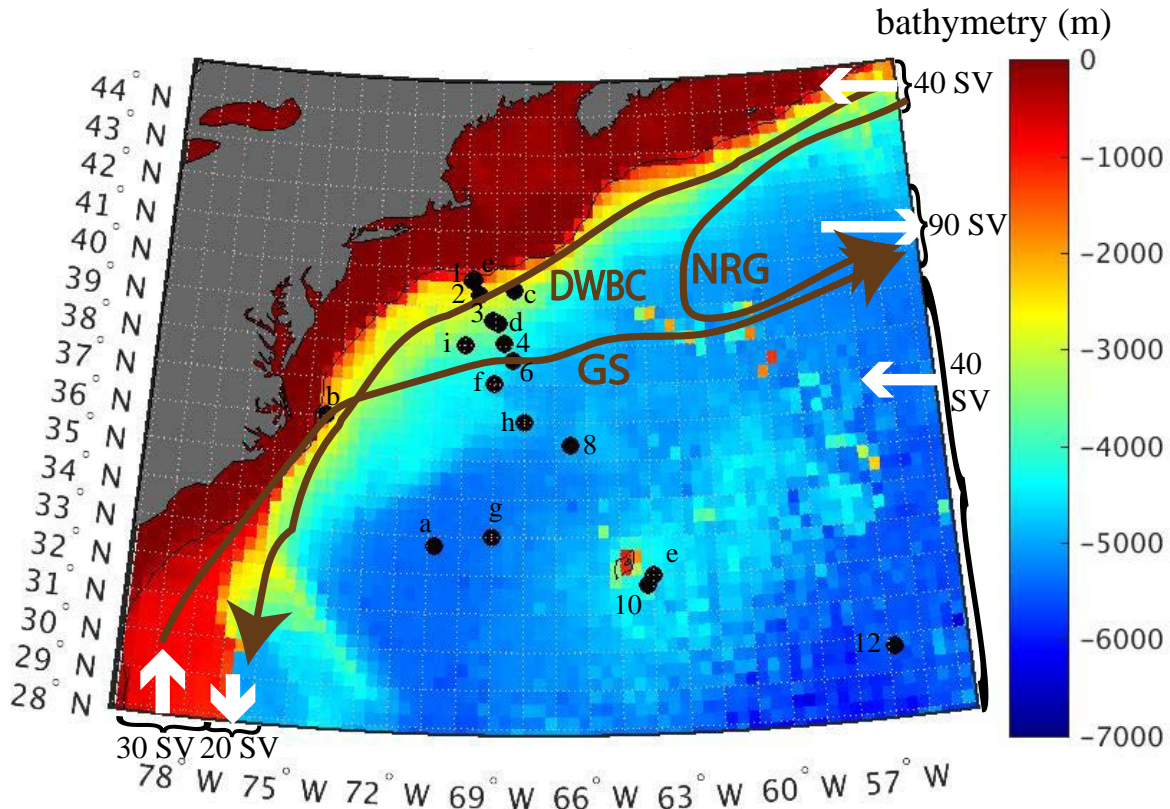 bathymetry (m)
44° N
43° N
42° N
41° N
40° N
39° N
38° N
37° N
36° N
35° N
34° N
33° N
32° N
31° N
30° N
29° N
28° N
78° W
75° W
72° W
69° W
66° W
63° W
60° W
57° W
40 SV
90 SV
40
SV
30 SV
20 SV
DWBC
NRG
GS
1
e
2
c
3
d
i
4
6
f
b
h
8
a
g
e
10
12
0
-1000
-2000
-3000
-4000
-5000
-6000
-7000